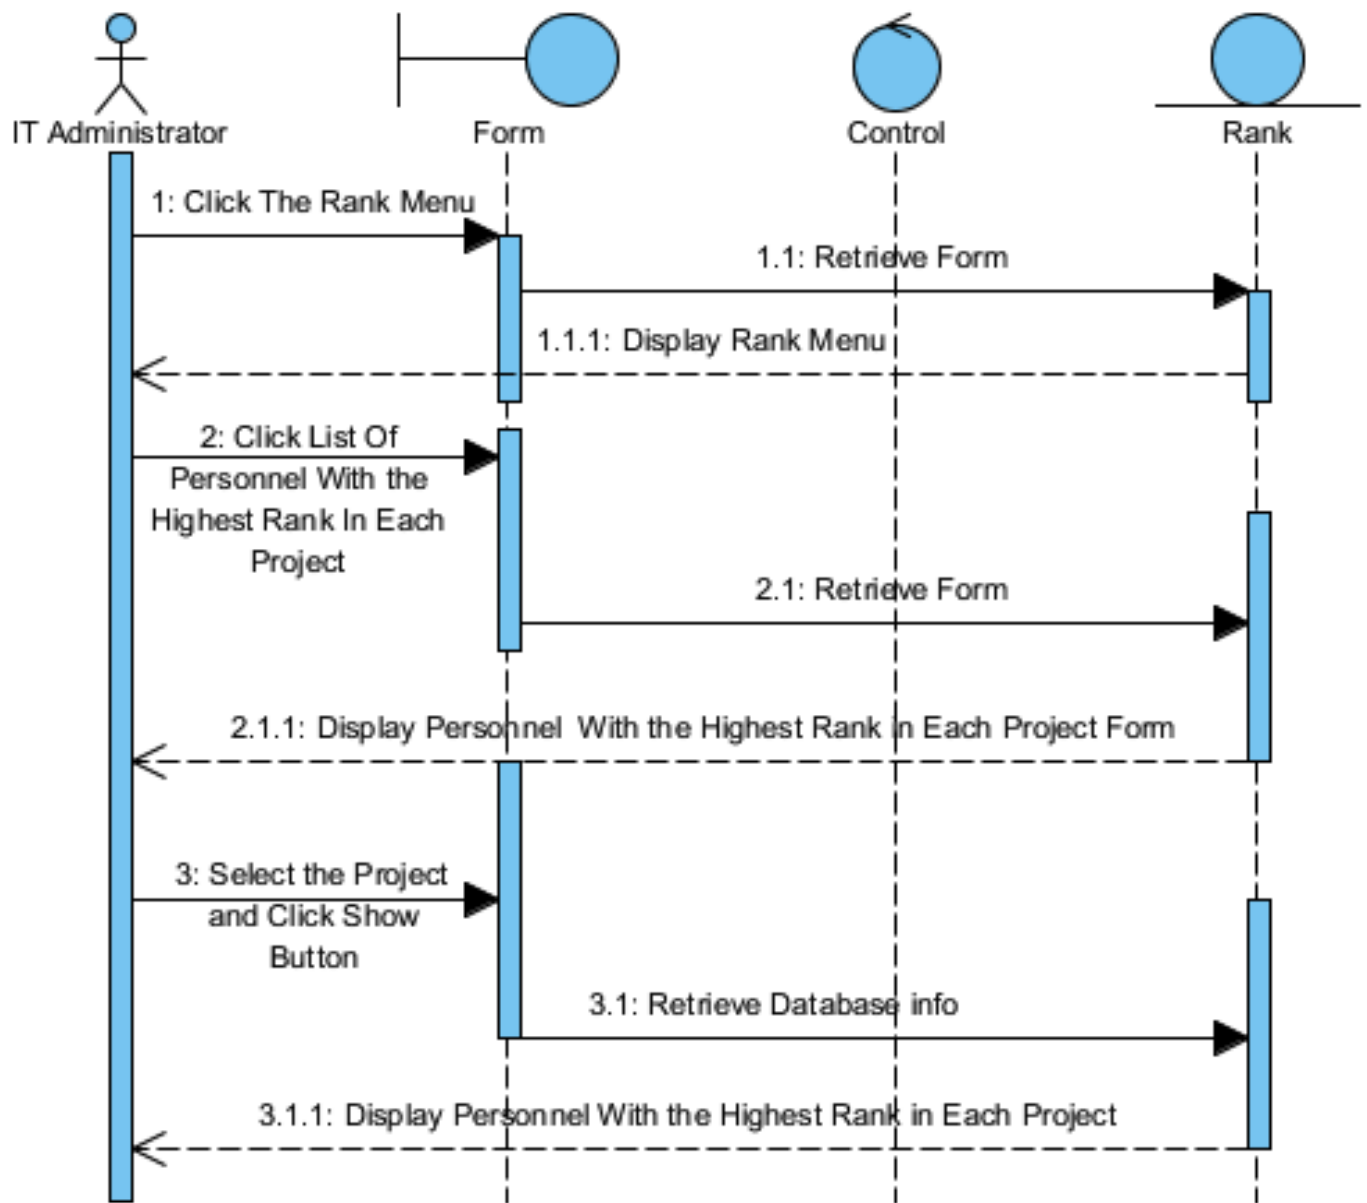 IT Administrator
Form
Control
Rank
1: Click The Rank Menu
1.1: Retrieve Form
1.1.1: Display Rank Menu
2: Click List Of
Personnel With the
Highest Rank In Each
Project
2.1: Retrieve Form
2.1.1: Display Personnel With the Highest Rank in Each Project Form
3: Select the Project
and Click Show
Button
3.1: Retrieve Database info
3.1.1: Display Personnel With the Highest Rank in Each Project